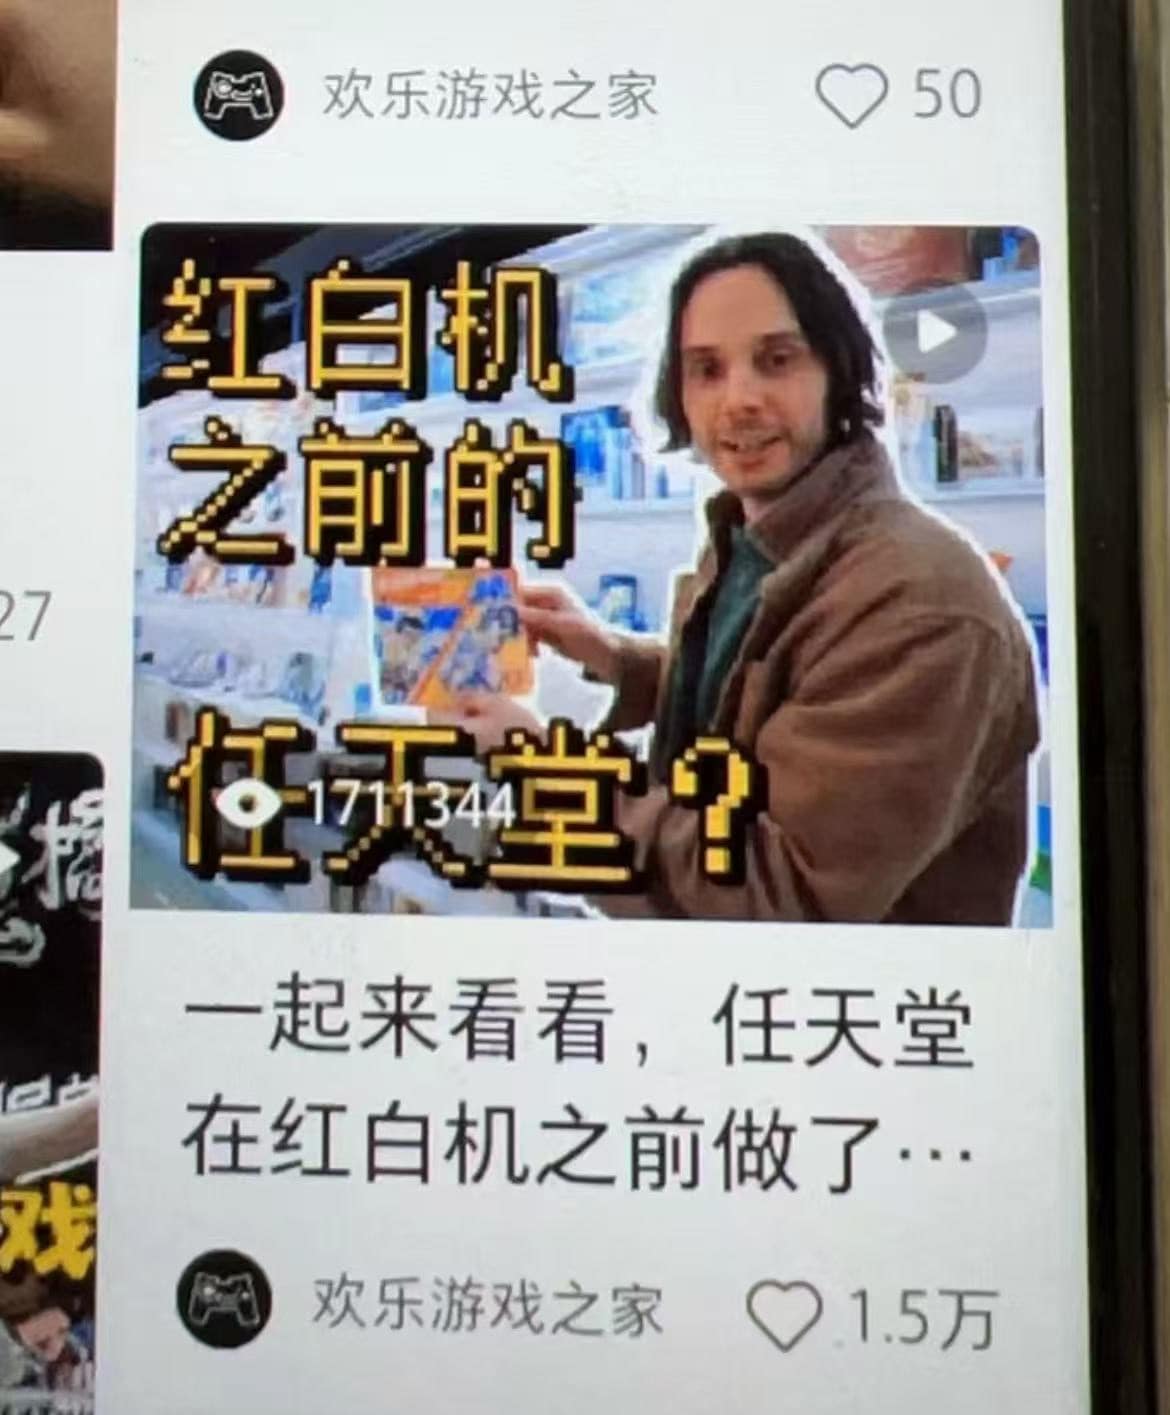 欢乐游戏之家
50
红白机
之前的
任天堂？
1711344
27
一起来看看，任天堂
在红白机之前做了…
戏
欢乐游戏之家
1.5万